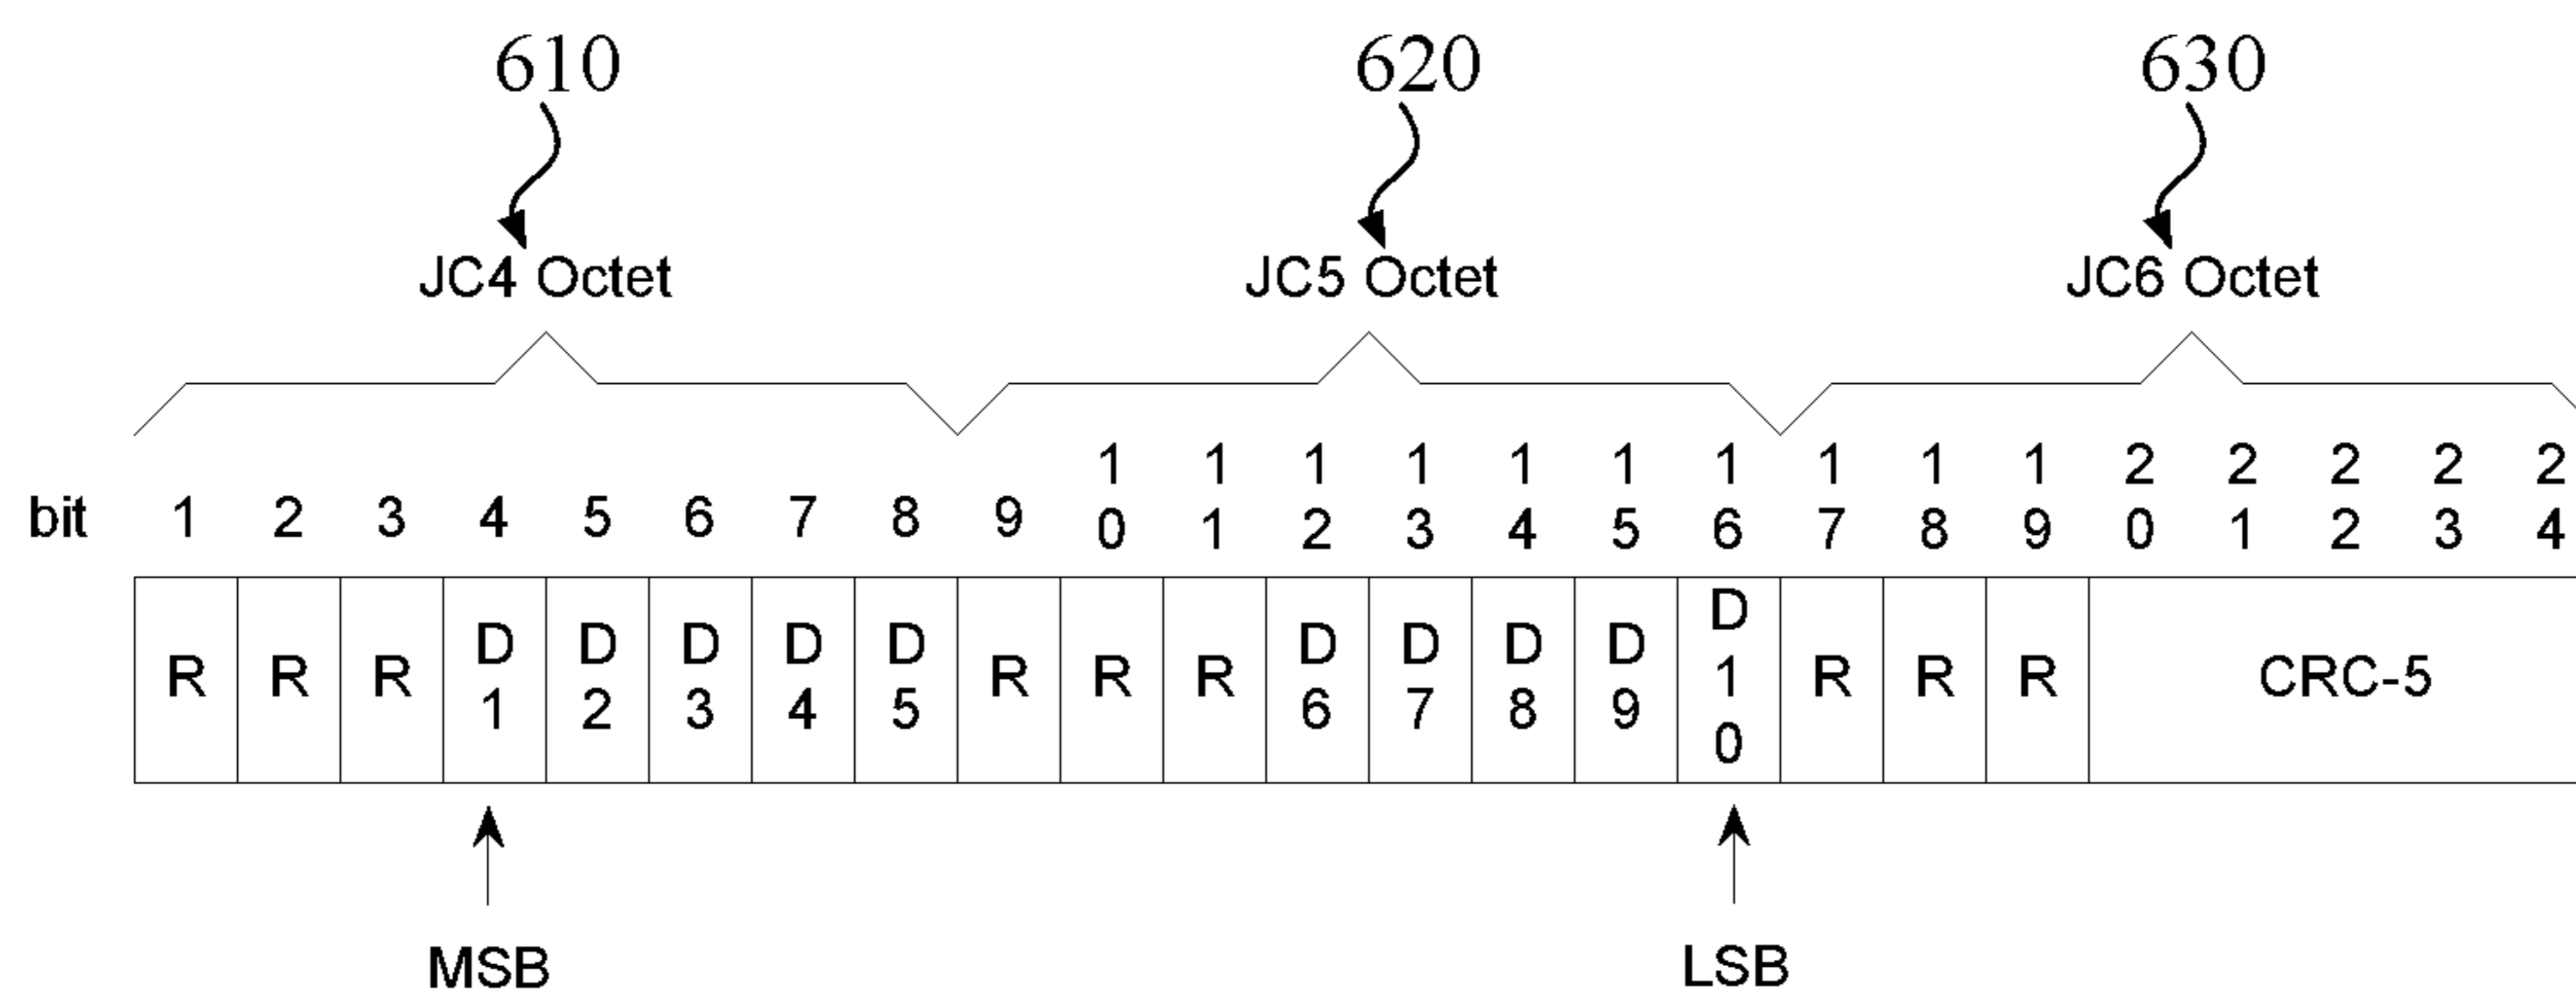 610 620 630
JC4 Octet JC5 Octet JC6 Octet
bit 1 2 3 4 5 6 7 8 9 10 11 12 13 14 15 16 17 18 19 20 21 22 23 24
R R R D1 D2 D3 D4 D5 R R R D6 D7 D8 D9 D10 R R R CRC-5
MSB LSB